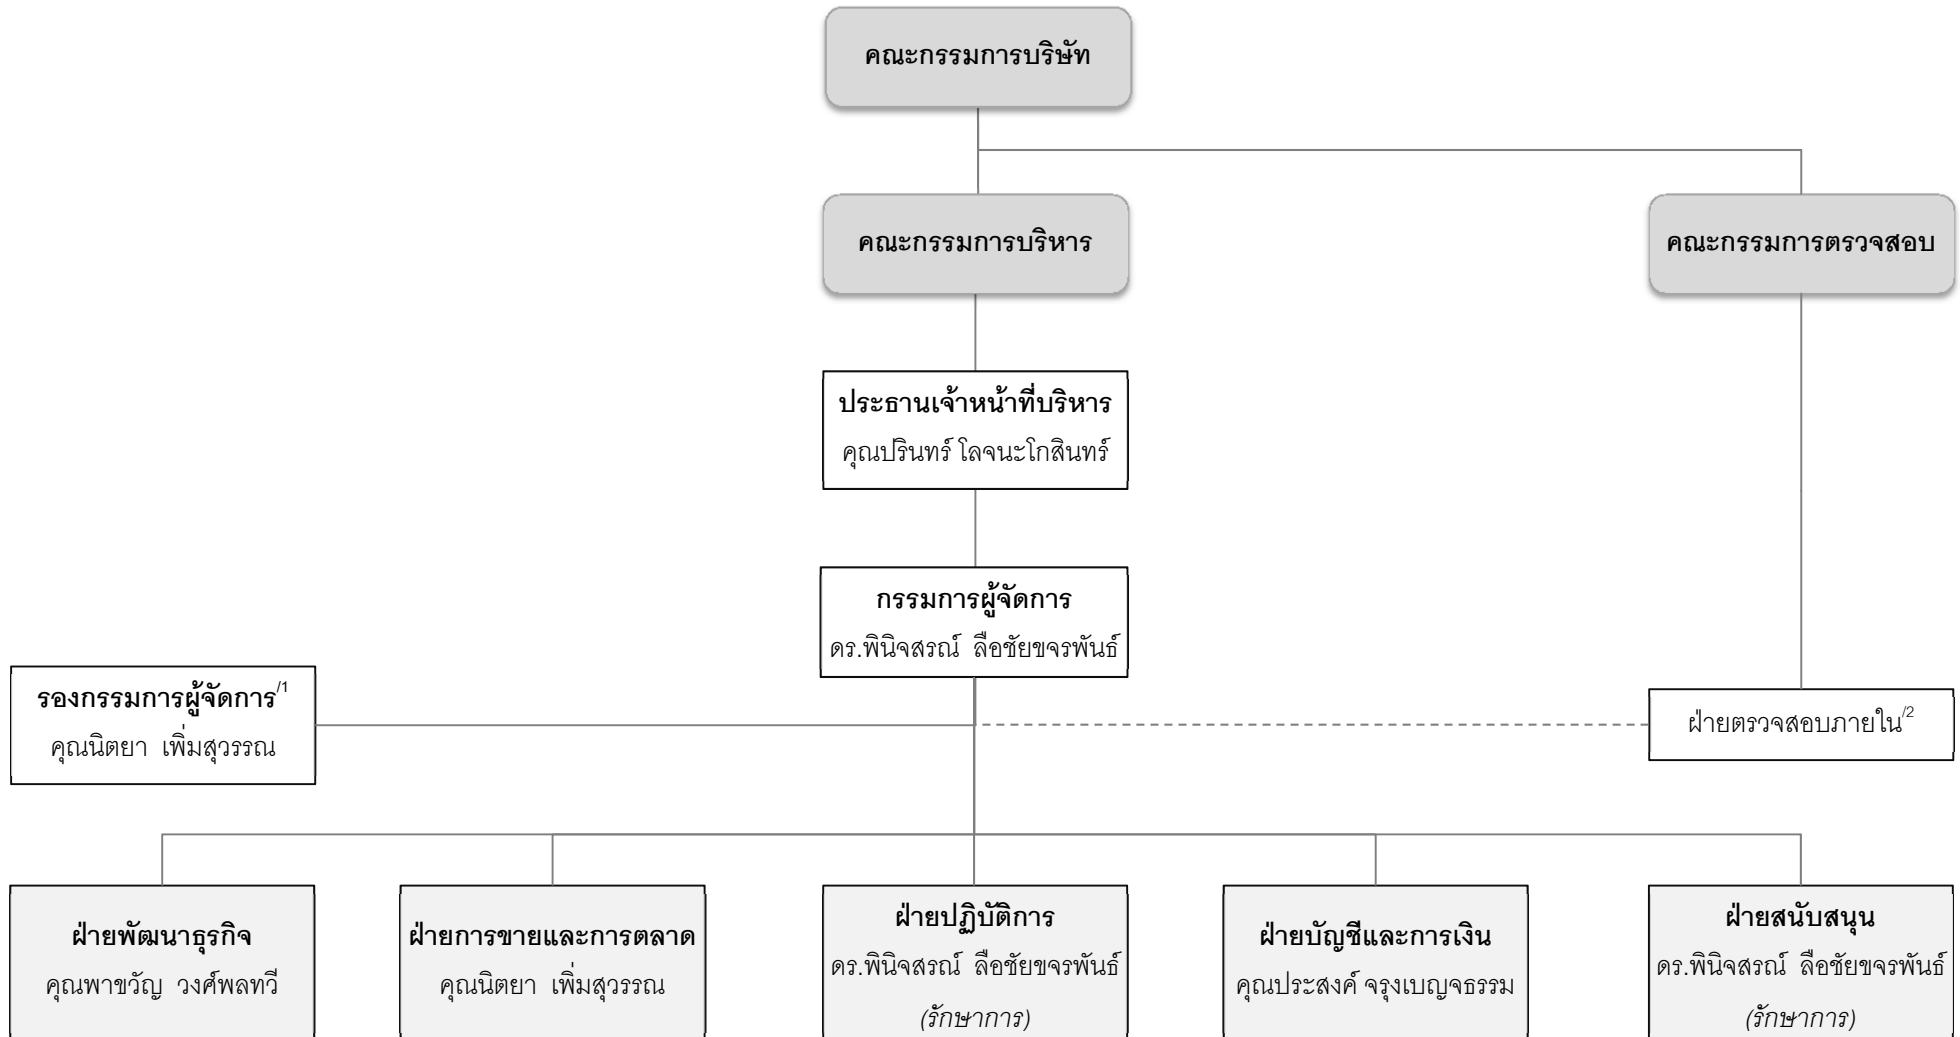 คณะกรรมการบริษัท
คณะกรรมการบริหาร
คณะกรรมการตรวจสอบ
ประธานเจ้าหน้าที่บริหาร
คุณปรินทร์ โลจนะโกสินทร์
กรรมการผู้จัดการ
ดร.พินิจสรณ์ ลือชัยขจรพันธ์
รองกรรมการผู้จัดการ/1
คุณนิตยา เพิ่มสุวรรณ
ฝ่ายตรวจสอบภายใน/2
ฝ่ายพัฒนาธุรกิจ
คุณพาขวัญ วงศ์พลทวี
ฝ่ายการขายและการตลาด
คุณนิตยา เพิ่มสุวรรณ
ฝ่ายปฏิบัติการ
ดร.พินิจสรณ์ ลือชัยขจรพันธ์
(รักษาการ)
ฝ่ายบัญชีและการเงิน
คุณประสงค์ จรุงเบญจธรรม
ฝ่ายสนับสนุน
ดร.พินิจสรณ์ ลือชัยขจรพันธ์
(รักษาการ)